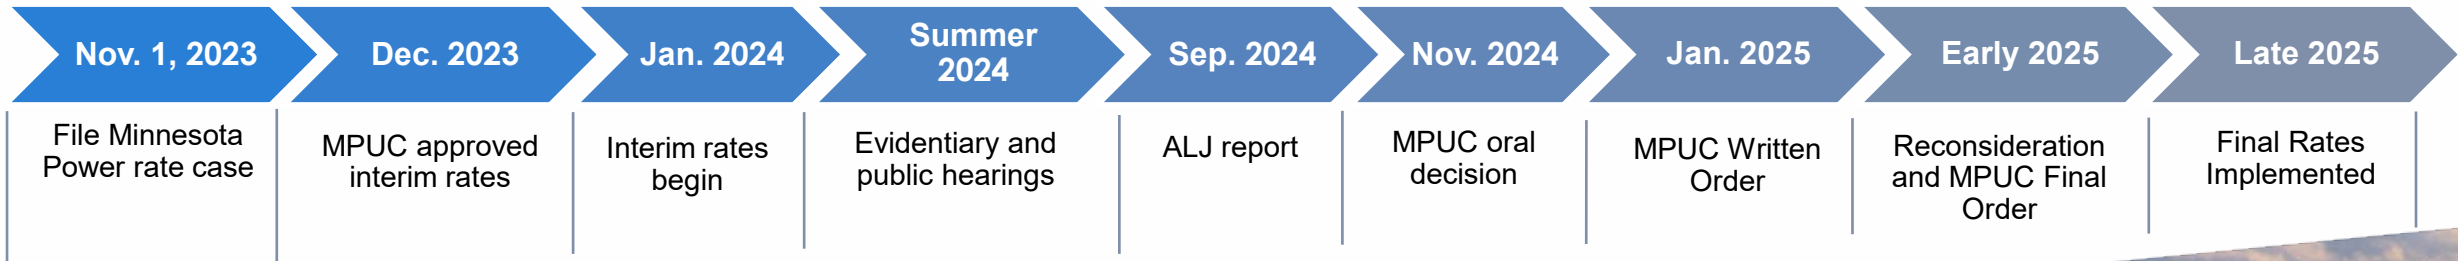 Nov. 1, 2023
Dec. 2023
Jan. 2024
Summer
2024
Sep. 2024
Nov. 2024
Jan. 2025
Early 2025
Late 2025
File Minnesota
Power rate case
MPUC approved
interim rates
Interim rates
begin
Evidentiary and
public hearings
ALJ report
MPUC oral
decision
MPUC Written
Order
Reconsideration
and MPUC Final
Order
Final Rates
Implemented